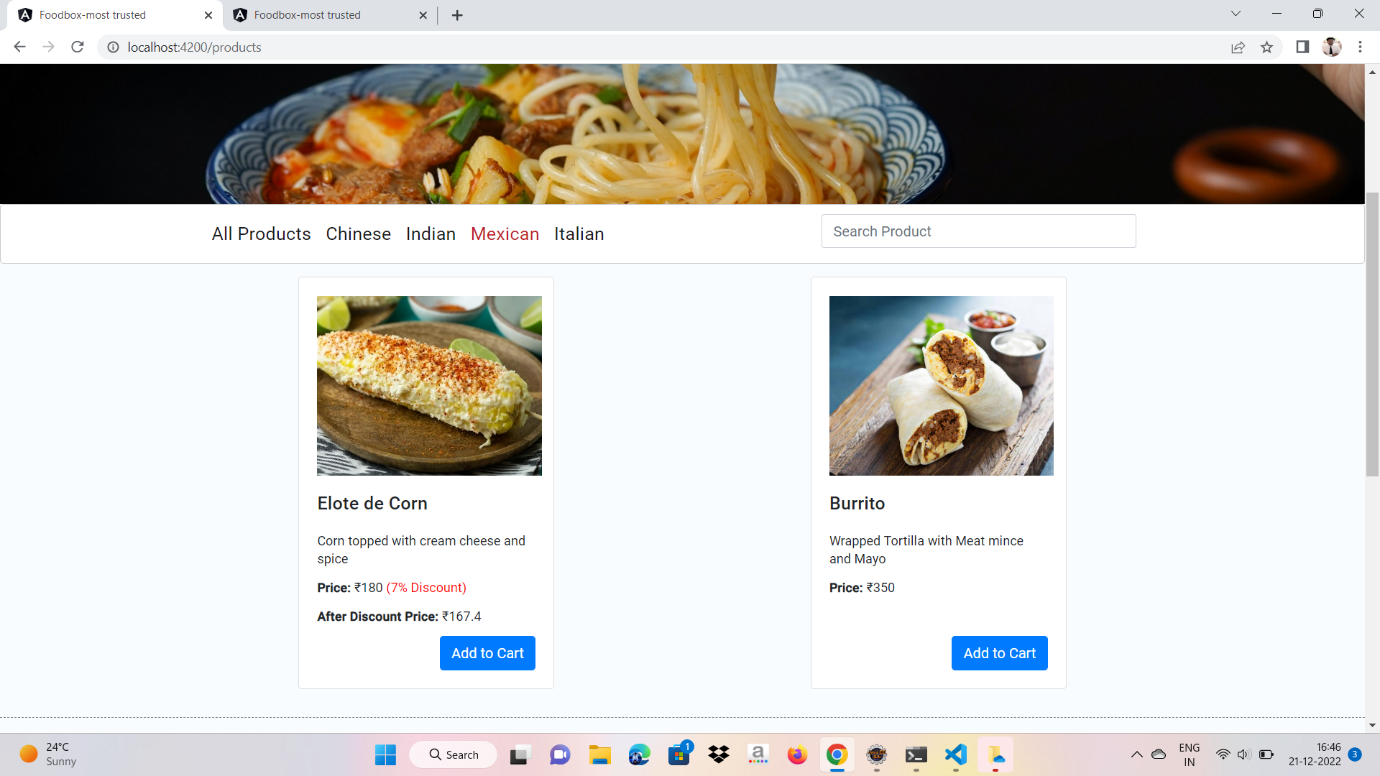 Foodbox-most trusted
Foodbox-most trusted
localhost:4200/products
All Products Chinese Indian Mexican Italian
Search Product
Elote de Corn
Corn topped with cream cheese and
spice
Price: ₹180 (7% Discount)
After Discount Price: ₹167.4
Add to Cart
Burrito
Wrapped Tortilla with Meat mince
and Mayo
Price: ₹350
Add to Cart
24°C
Sunny
Search
1
a
ENG
IN
16:46
21-12-2022
3